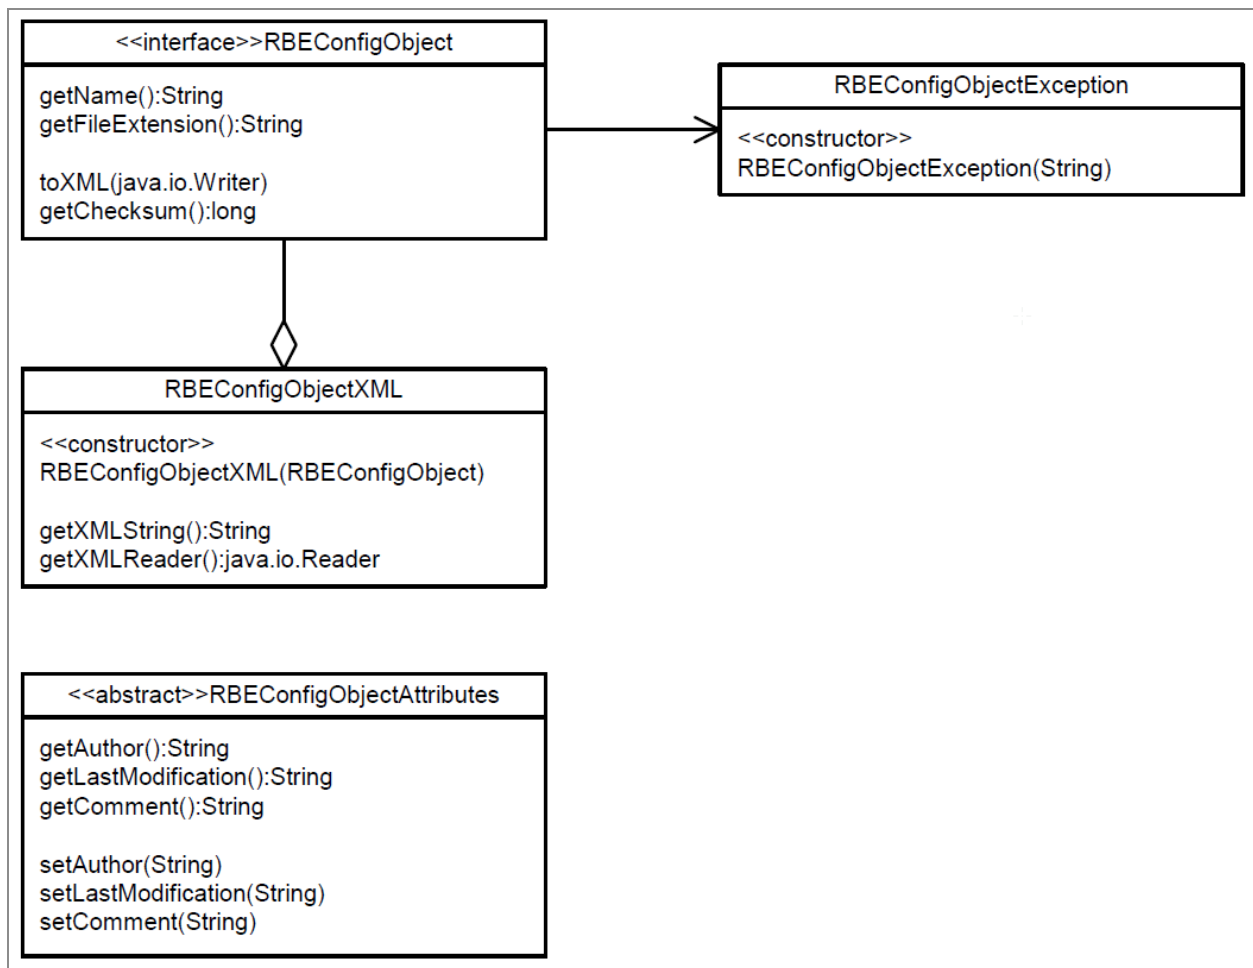 <<interface>>RBEConfigObject
getName():String
getFileExtension():String
toXML(java.io.Writer)
getChecksum():long
RBEConfigObjectException
<<constructor>>
RBEConfigObjectException(String)
RBEConfigObjectXML
<<constructor>>
RBEConfigObjectXML(RBEConfigObject)
getXMLString():String
getXMLReader():java.io.Reader
<<abstract>>RBEConfigObjectAttributes
getAuthor():String
getLastModification():String
getComment():String
setAuthor(String)
setLastModification(String)
setComment(String)